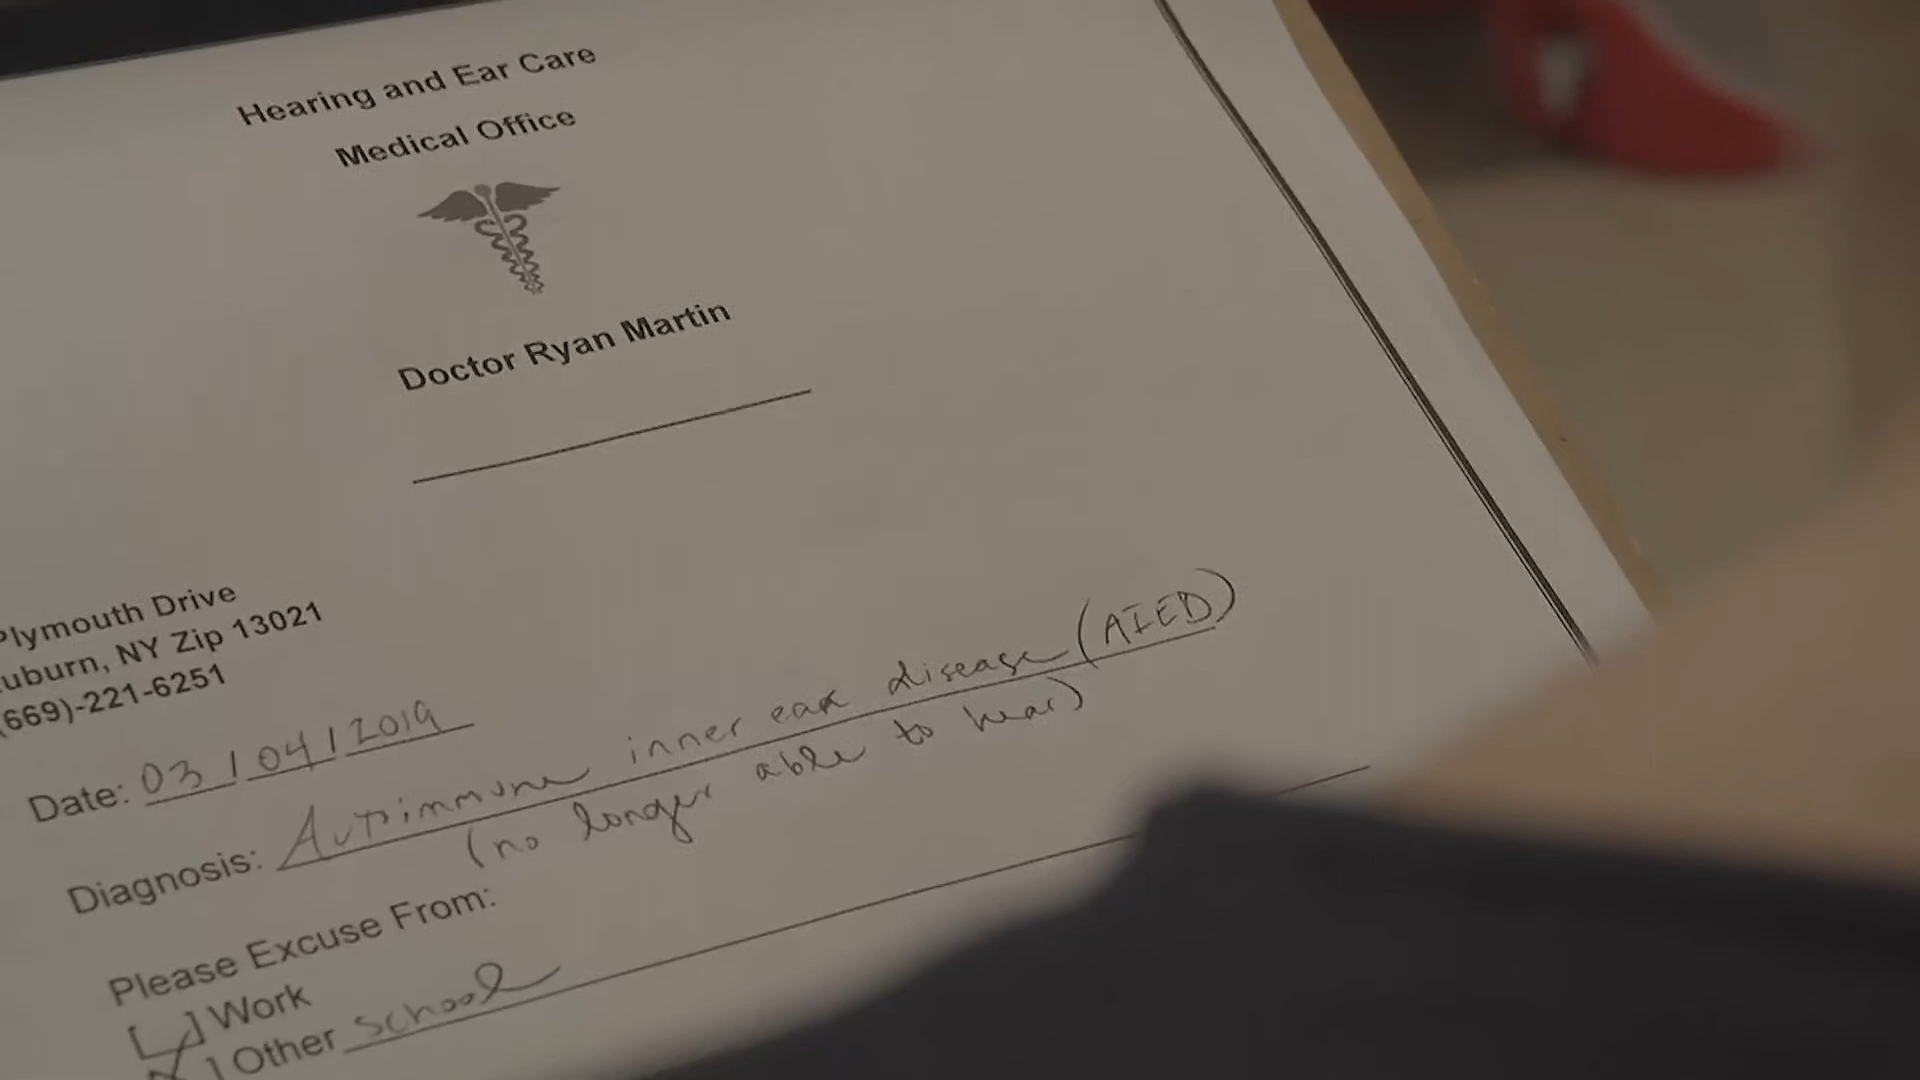 Hearing and Ear Care
Medical Office
Doctor Ryan Martin
Plymouth Drive
uburn, NY Zip 13021
(669)-221-6251
Date: 03/04/2019
Diagnosis: Autoimmune inner ear disease (AIED)
(no longer able to hear)
Please Excuse From:
[ ] Work
] Other school